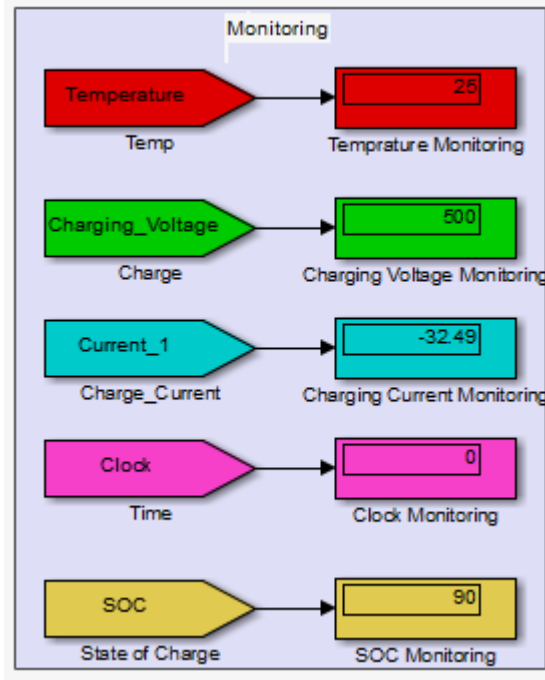 Monitoring
Temperature
25
Temp
Temprature Monitoring
Charging_Voltage
500
Charge
Charging Voltage Monitoring
Current_1
-32.49
Charge_Current
Charging Current Monitoring
Clock
0
Time
Clock Monitoring
SOC
90
State of Charge
SOC Monitoring